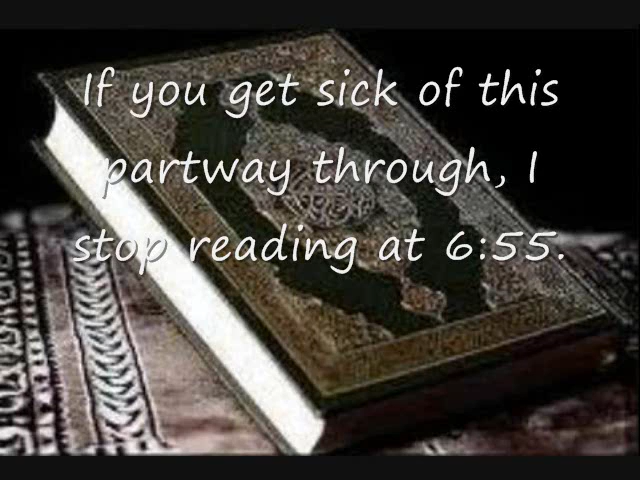 If you get sick of this
partway through, I
stop reading at 6:55.